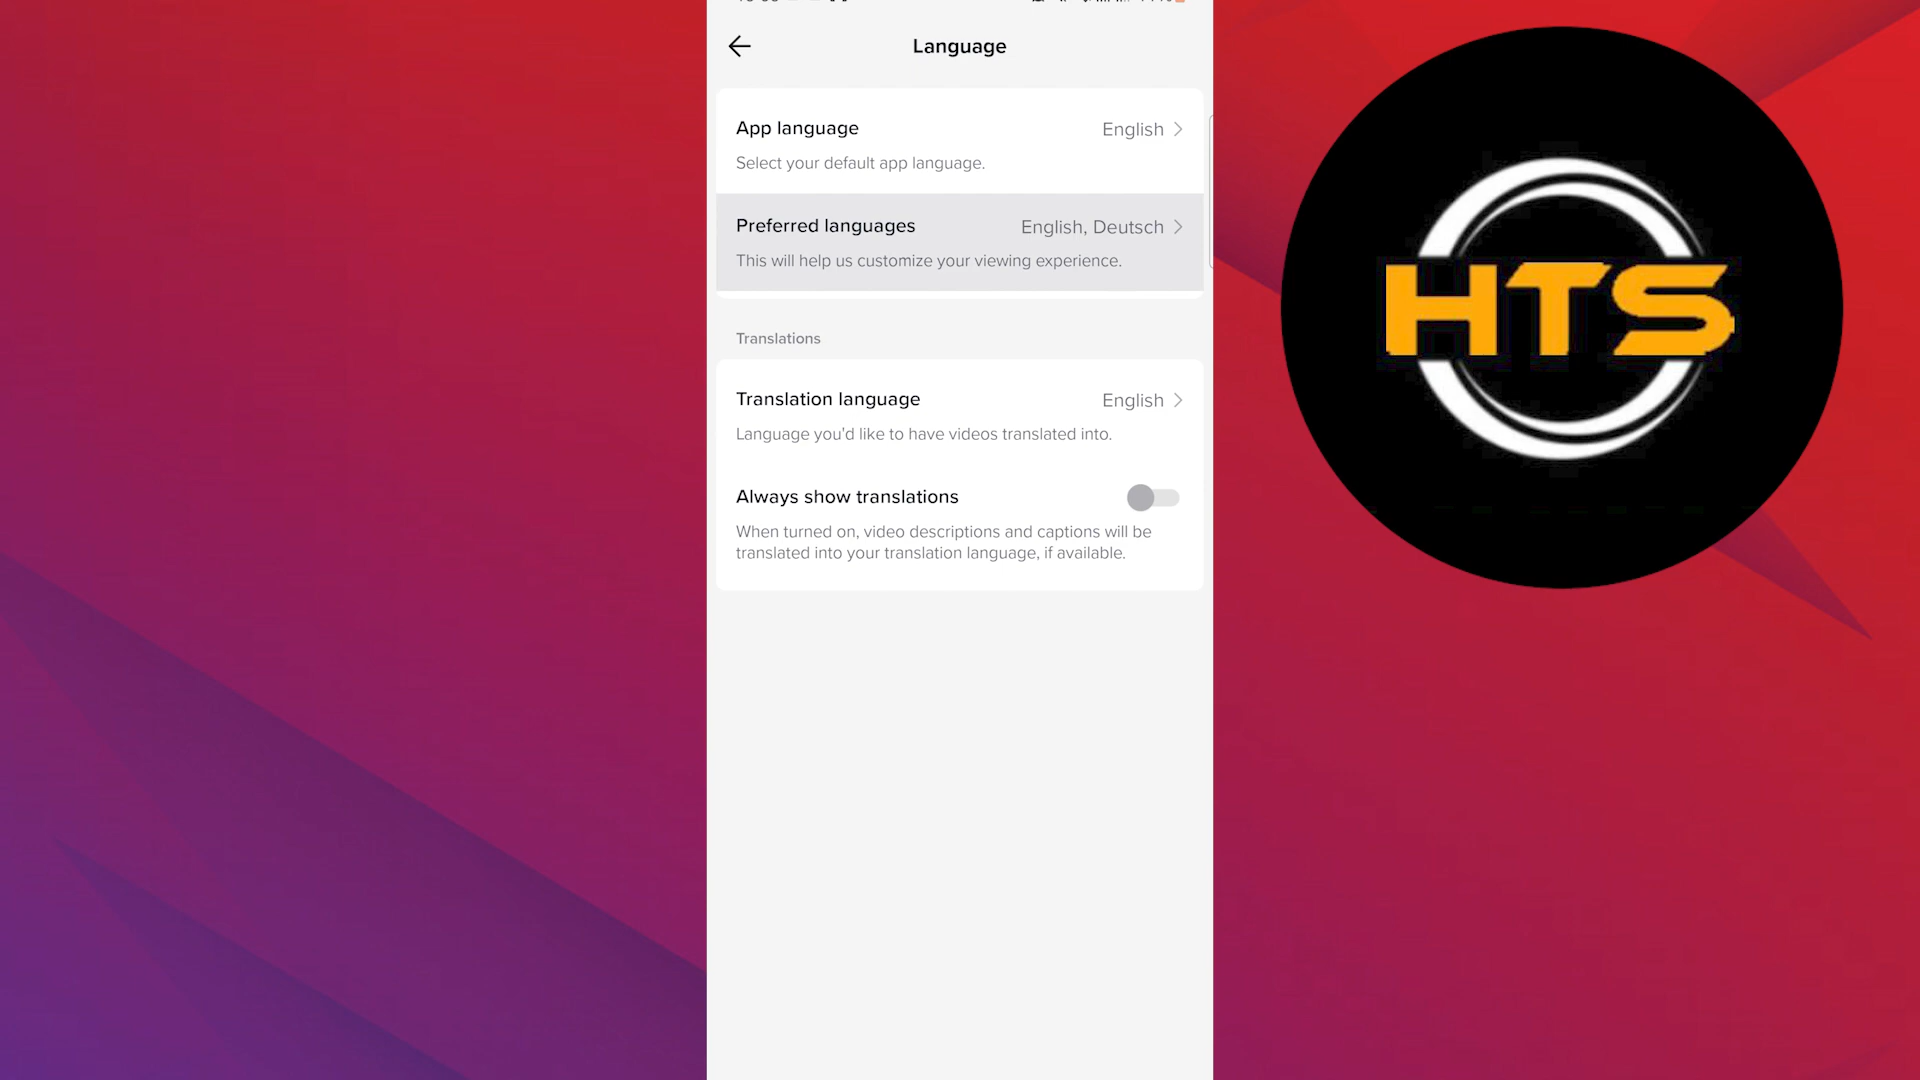 Language
App language
English
Select your default app language.
Preferred languages
English, Deutsch
This will help us customize your viewing experience.
Translations
Translation language
English
Language you'd like to have videos translated into.
Always show translations
When turned on, video descriptions and captions will be
translated into your translation language, if available.
HTS